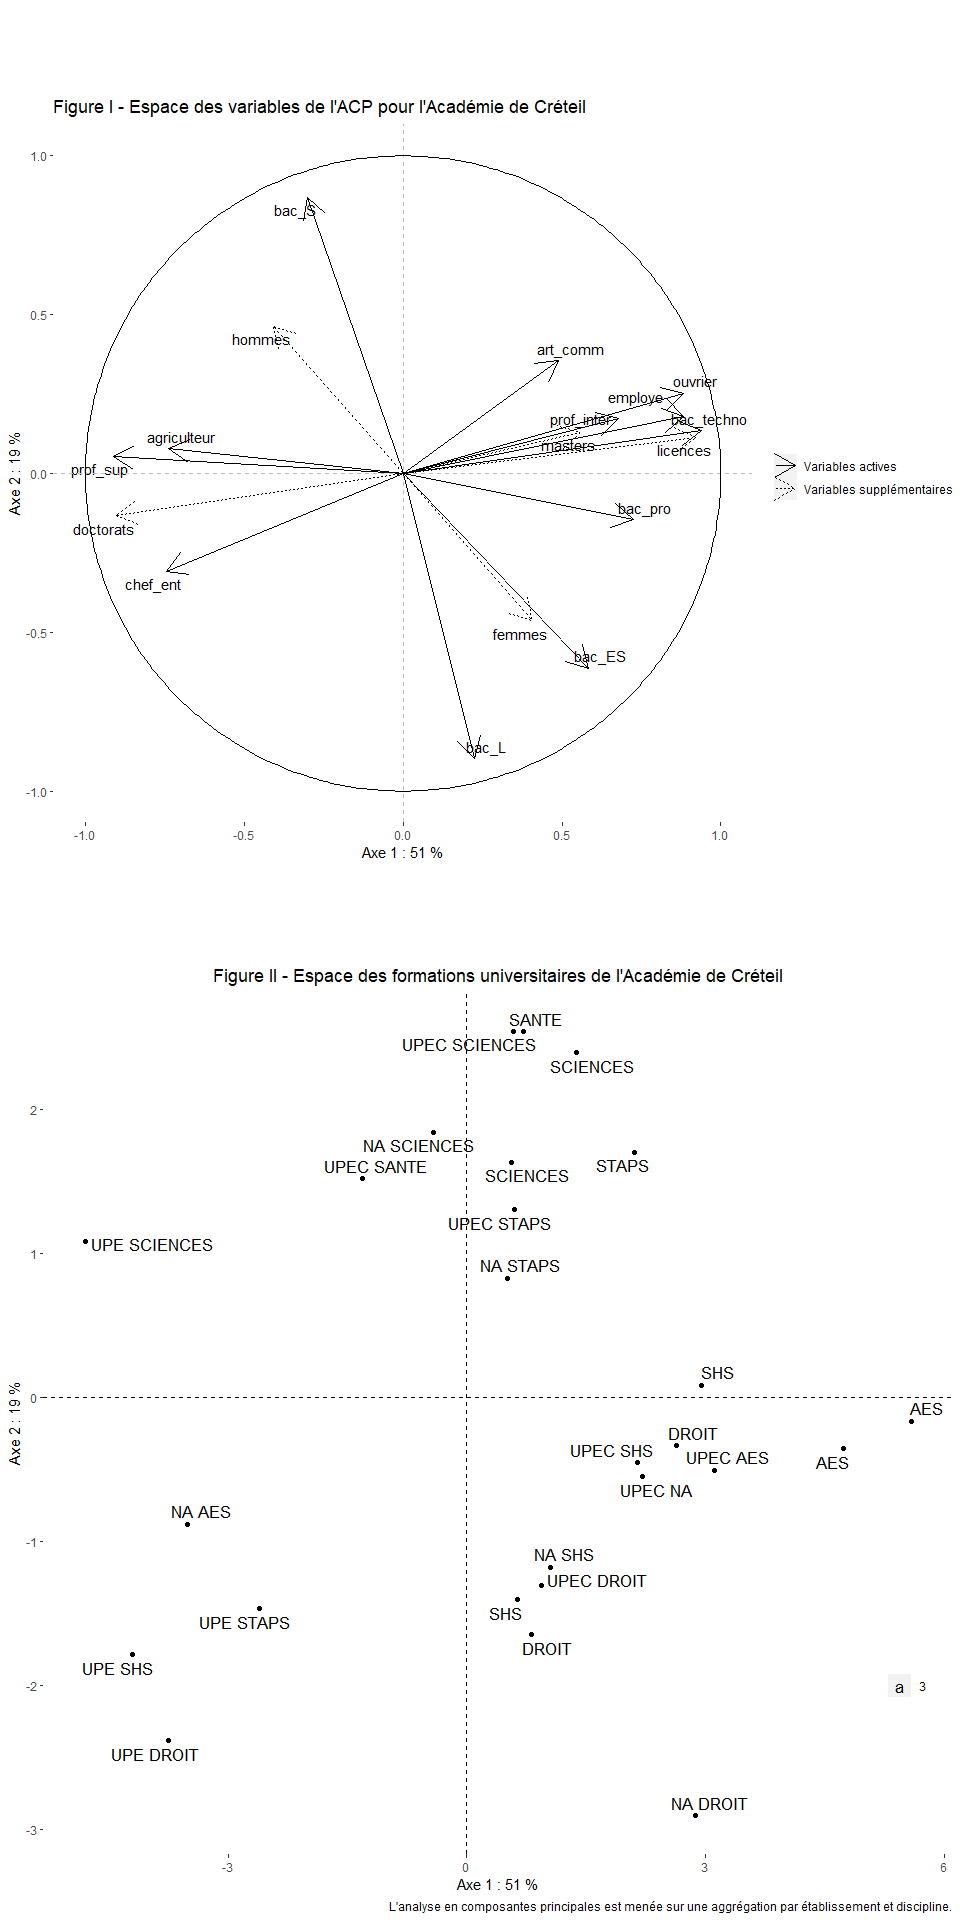 Figure I - Espace des variables de l'ACP pour l'Académie de Créteil
1.0
bac_S
0.5
hommes
art_comm
ouvrier
employe
prof_inter
bac_techno
agriculteur
masters
licences
prof_sup
0.0
Variables actives
Variables supplémentaires
bac_pro
doctorats
chef_ent
-0.5
femmes
bac_ES
bac_L
-1.0
Axe 2 : 19 %
-1.0 -0.5 0.0 0.5 1.0
Axe 1 : 51 %
Figure II - Espace des formations universitaires de l'Académie de Créteil
SANTE
UPEC SCIENCES
SCIENCES
2
NA SCIENCES
UPEC SANTE
SCIENCES
STAPS
UPEC STAPS
UPE SCIENCES
1
NA STAPS
SHS
0
AES
DROIT
UPEC SHS
UPEC AES
AES
UPEC NA
NA AES
-1
NA SHS
UPEC DROIT
SHS
UPE STAPS
DROIT
UPE SHS
-2
a 3
UPE DROIT
NA DROIT
-3
Axe 2 : 19 %
-3 0 3 6
Axe 1 : 51 %
L'analyse en composantes principales est menée sur une aggrégation par établissement et discipline.